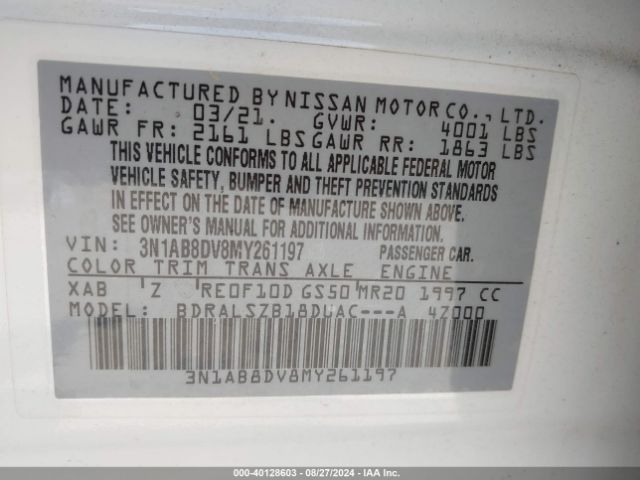 MANUFACTURED BY NISSAN MOTOR CO., LTD.
DATE: 03/21. GVWR: 4001 LBS
GAWR FR: 2161 LBS GAWR RR: 1863 LBS
THIS VEHICLE CONFORMS TO ALL APPLICABLE FEDERAL MOTOR
VEHICLE SAFETY, BUMPER AND THEFT PREVENTION STANDARDS
IN EFFECT ON THE DATE OF MANUFACTURE SHOWN ABOVE.
SEE OWNER'S MANUAL FOR ADDITIONAL INFORMATION.
VIN: 3N1AB8DV8MY261197 PASSENGER CAR.
COLOR TRIM TRANS AXLE ENGINE
XAB Z RE0F10D GS50 MR20 1997 CC
MODEL: BDRALSZB18DUAC---A 4Z000
3N1AB8DV8MY261197
000-40128603 / 08/27/2024 - IAAI.COM